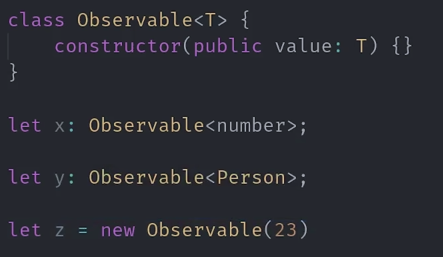 class Observable<T> {
    constructor(public value: T) {}
}
let x: Observable<number>;
let y: Observable<Person>;
let z = new Observable(23)